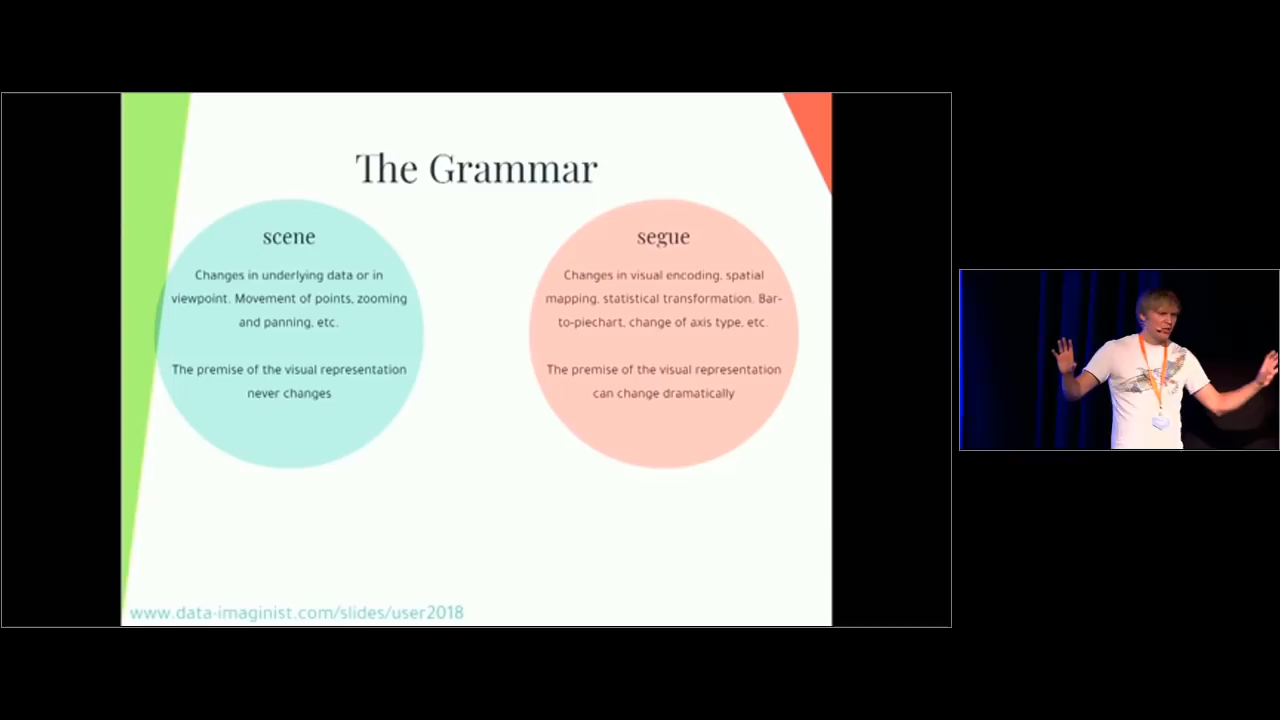 The Grammar
scene
Changes in underlying data or in
viewpoint. Movement of points, zooming
and panning, etc.
The premise of the visual representation
never changes
segue
Changes in visual encoding, spatial
mapping, statistical transformation. Bar-
to-piechart, change of axis type, etc.
The premise of the visual representation
can change dramatically
www.data-imaginist.com/slides/user2018